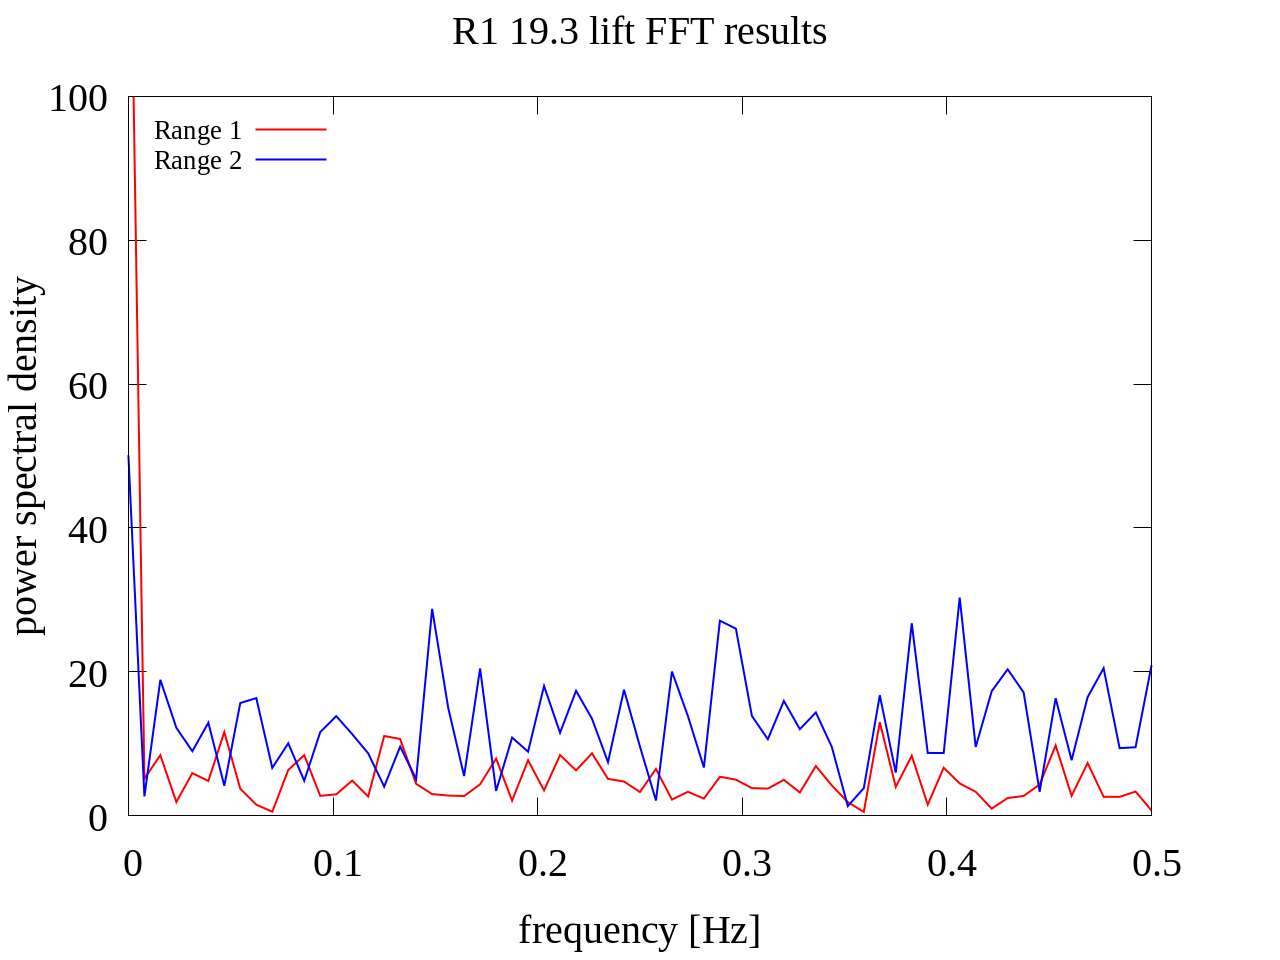 R1 19.3 lift FFT results
100
80
60
40
20
0
Range 1
Range 2
power spectral density
0 0.1 0.2 0.3 0.4 0.5
frequency [Hz]